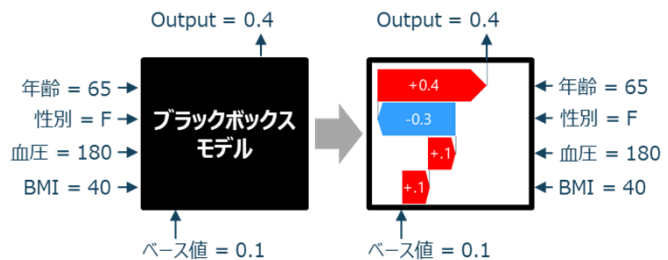 Output = 0.4
年齢 = 65
性別 = F
血圧 = 180
BMI = 40
ブラックボックス
モデル
ベース値 = 0.1
Output = 0.4
+0.4
-0.3
+.1
+.1
年齢 = 65
性別 = F
血圧 = 180
BMI = 40
ベース値 = 0.1